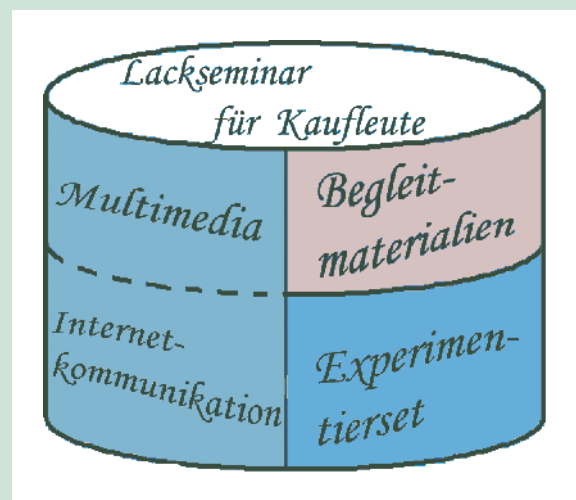 Lackseminar
für Kaufleute
Multimedia
Begleit-
materialien
Internet-
kommunikation
Experimen-
tierset